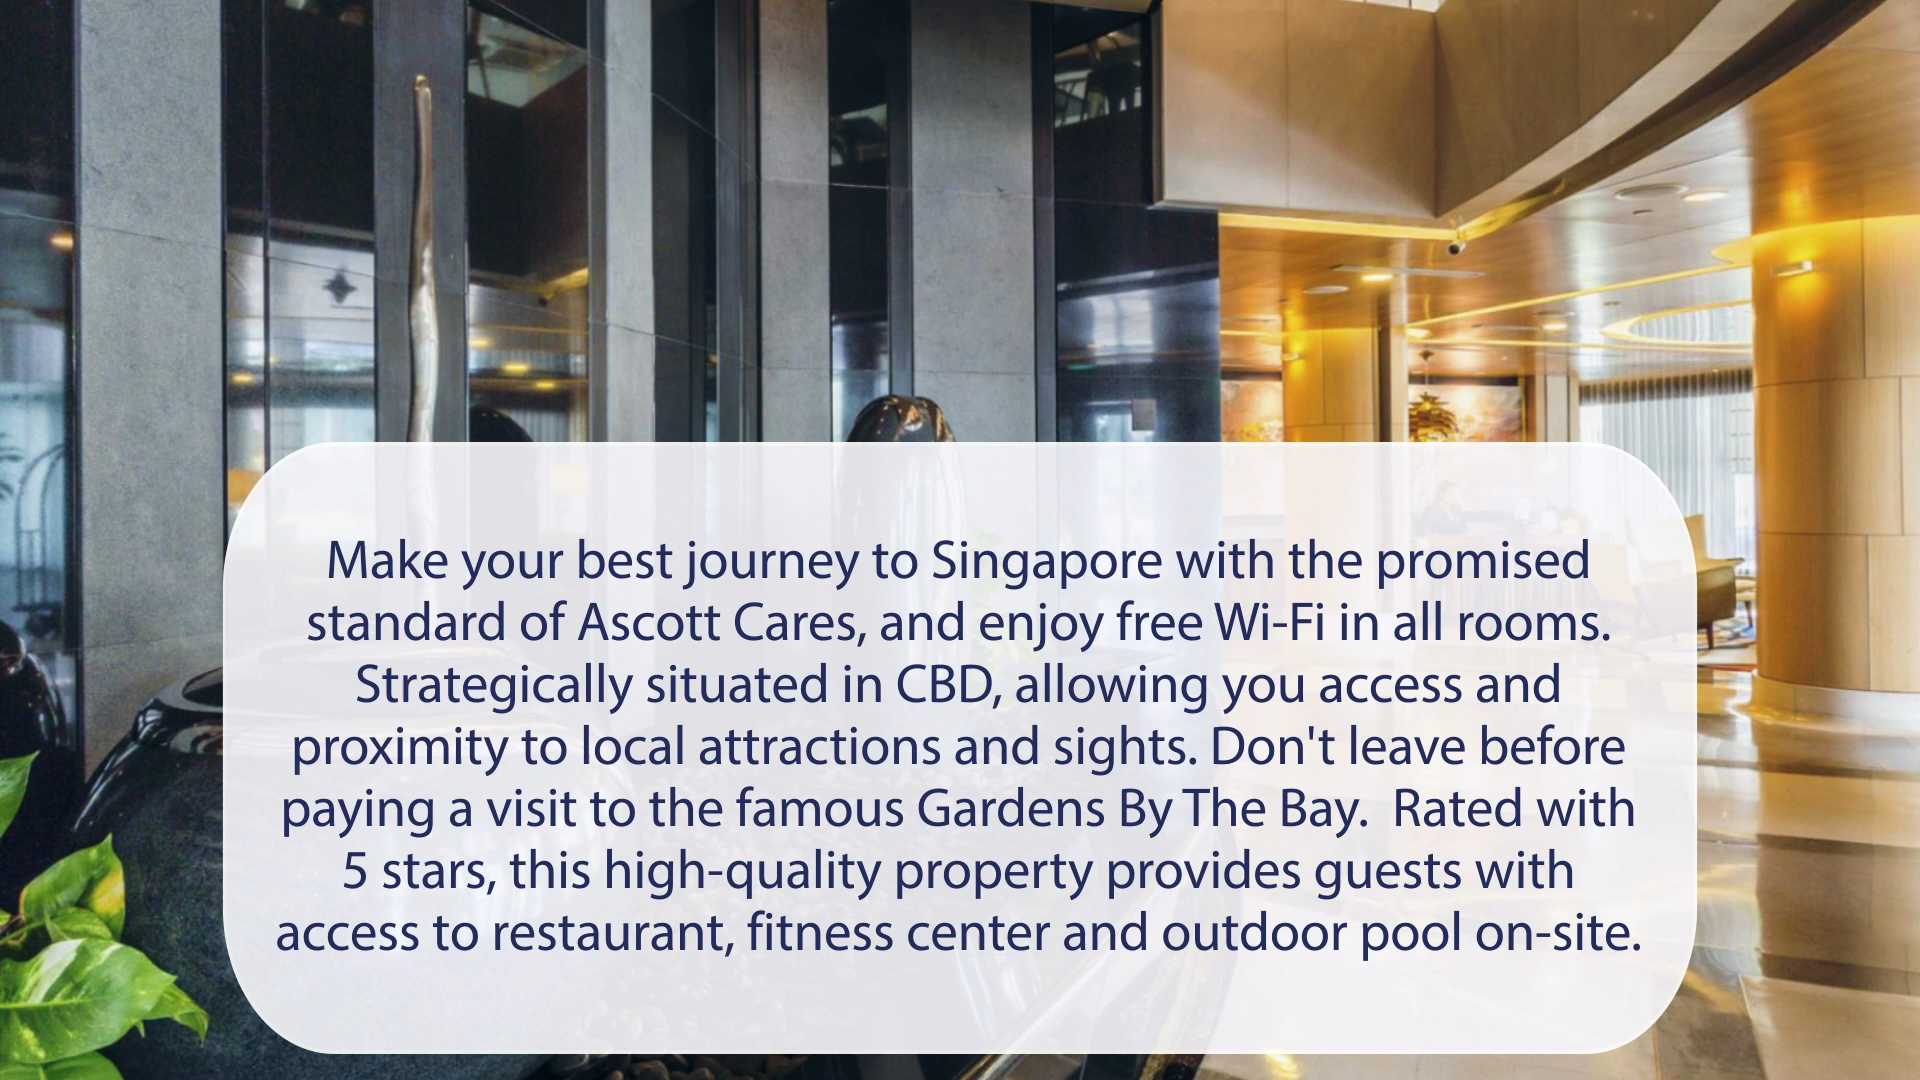 Make your best journey to Singapore with the promised
standard of Ascott Cares, and enjoy free Wi-Fi in all rooms.
Strategically situated in CBD, allowing you access and
proximity to local attractions and sights. Don't leave before
paying a visit to the famous Gardens By The Bay.  Rated with
5 stars, this high-quality property provides guests with
access to restaurant, fitness center and outdoor pool on-site.